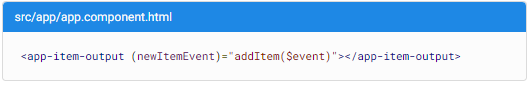 src/app/app.component.html
<app-item-output (newItemEvent)="addItem($event)"></app-item-output>